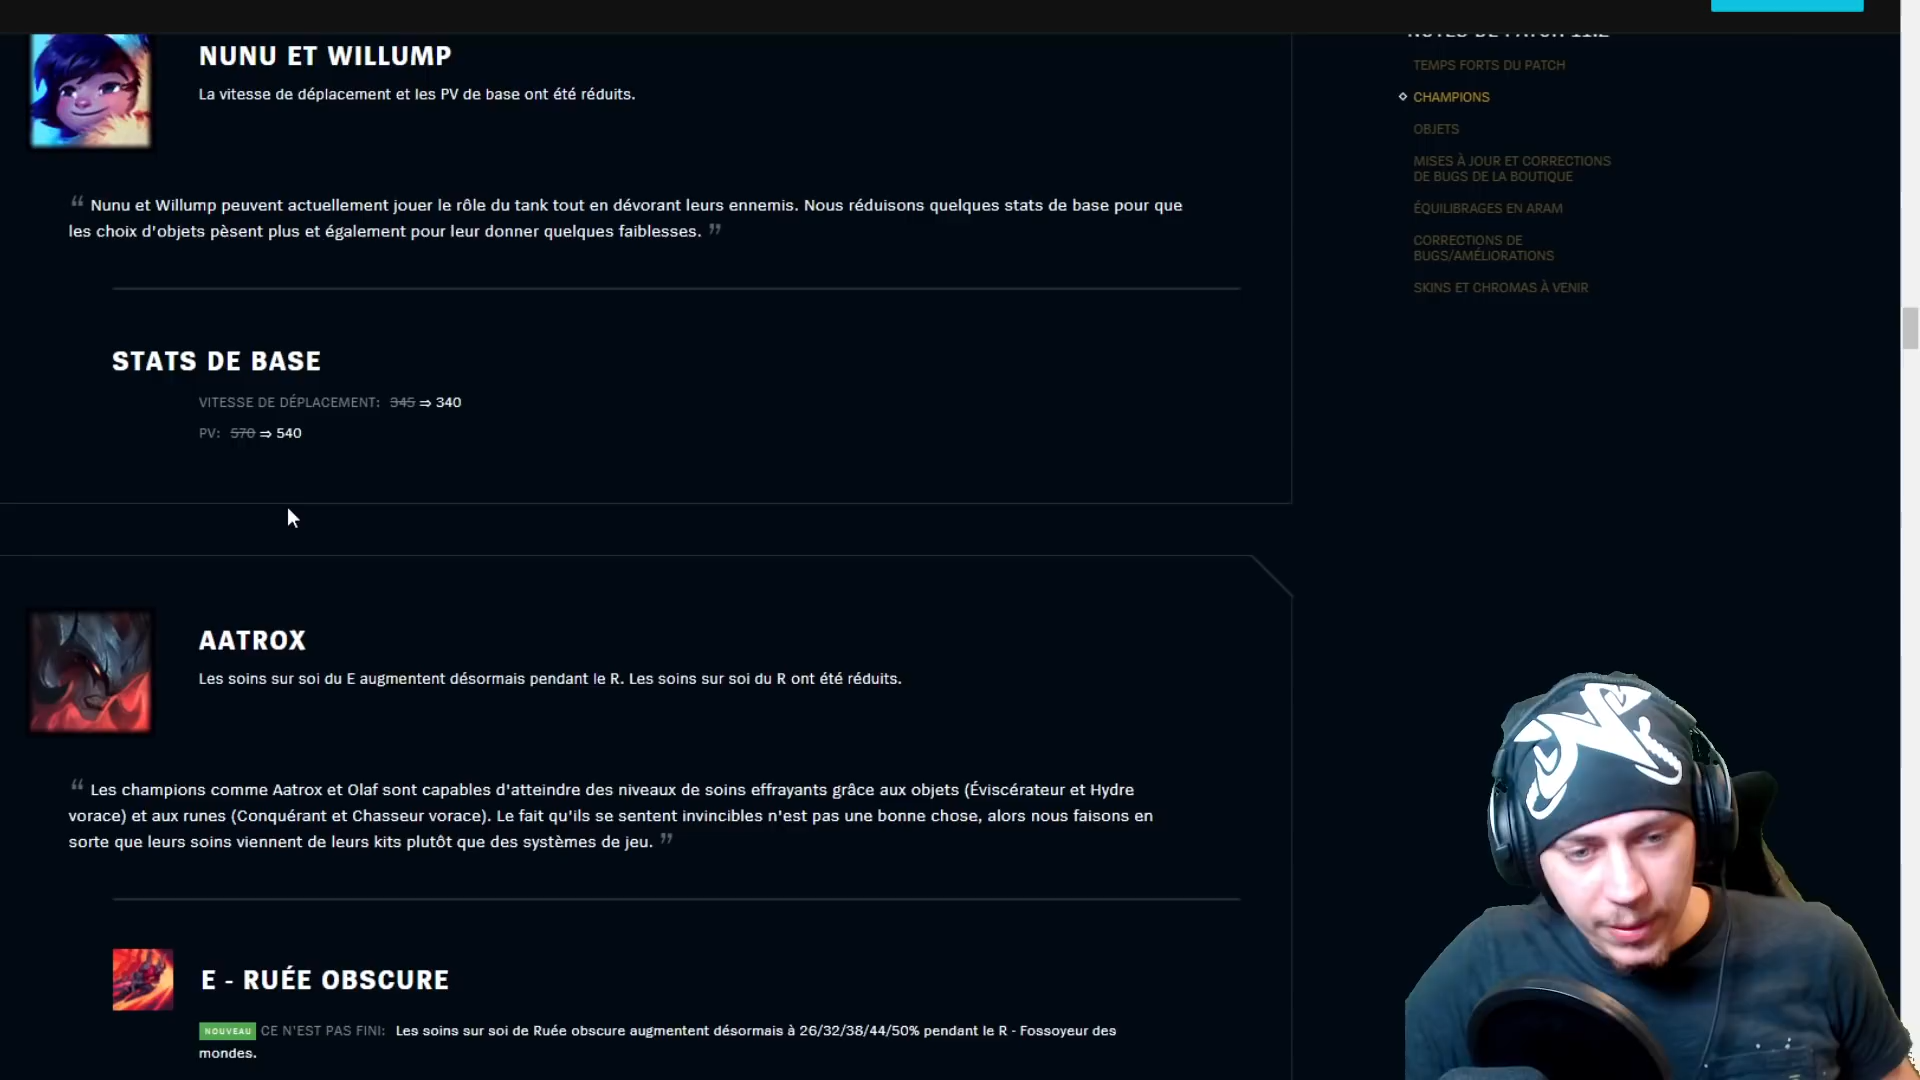 NUNU ET WILLUMP
La vitesse de déplacement et les PV de base ont été réduits.
“ Nunu et Willump peuvent actuellement jouer le rôle du tank tout en dévorant leurs ennemis. Nous réduisons quelques stats de base pour que
les choix d'objets pèsent plus et également pour leur donner quelques faiblesses. ”
STATS DE BASE
VITESSE DE DÉPLACEMENT: 345 ⇒ 340
PV: 570 ⇒ 540
AATROX
Les soins sur soi du E augmentent désormais pendant le R. Les soins sur soi du R ont été réduits.
“ Les champions comme Aatrox et Olaf sont capables d'atteindre des niveaux de soins effrayants grâce aux objets (Éviscérateur et Hydre
vorace) et aux runes (Conquérant et Chasseur vorace). Le fait qu'ils se sentent invincibles n'est pas une bonne chose, alors nous faisons en
sorte que leurs soins viennent de leurs kits plutôt que des systèmes de jeu. ”
E - RUÉE OBSCURE
NOUVEAU CE N'EST PAS FINI: Les soins sur soi de Ruée obscure augmentent désormais à 26/32/38/44/50% pendant le R - Fossoyeur des
mondes.
NOTES DE PATCH 11.2
TEMPS FORTS DU PATCH
CHAMPIONS
OBJETS
MISES À JOUR ET CORRECTIONS
DE BUGS DE LA BOUTIQUE
ÉQUILIBRAGES EN ARAM
CORRECTIONS DE
BUGS/AMÉLIORATIONS
SKINS ET CHROMAS À VENIR